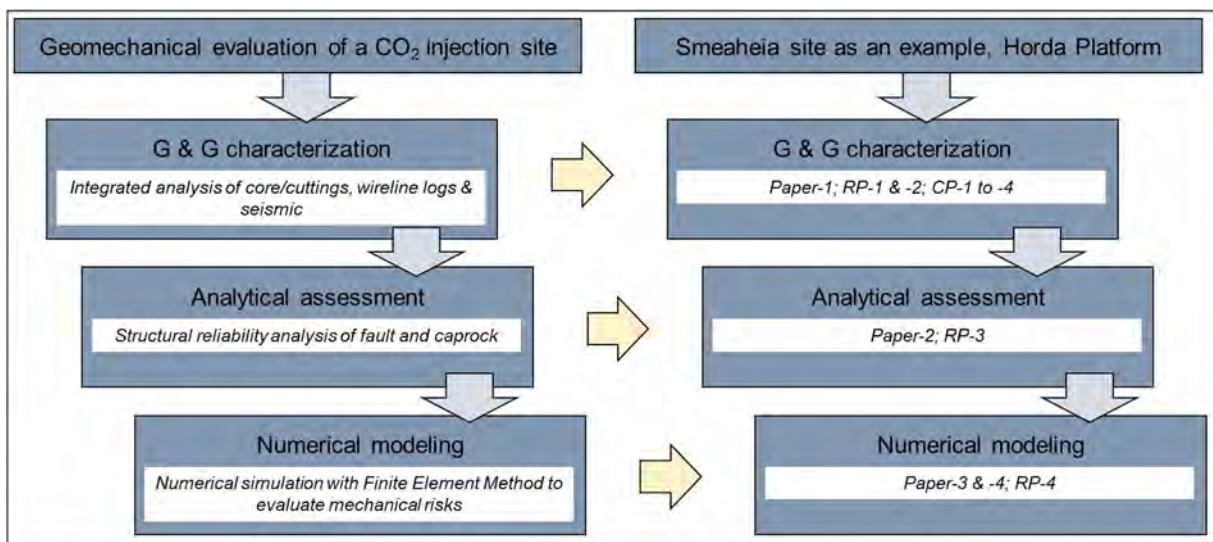 Geomechanical evaluation of a CO₂ injection site
Smeaheia site as an example, Horda Platform
G & G characterization
Integrated analysis of core/cuttings, wireline logs &
seismic
G & G characterization
Paper-1; RP-1 & -2; CP-1 to -4
Analytical assessment
Structural reliability analysis of fault and caprock
Analytical assessment
Paper-2; RP-3
Numerical modeling
Numerical simulation with Finite Element Method to
evaluate mechanical risks
Numerical modeling
Paper-3 & -4; RP-4